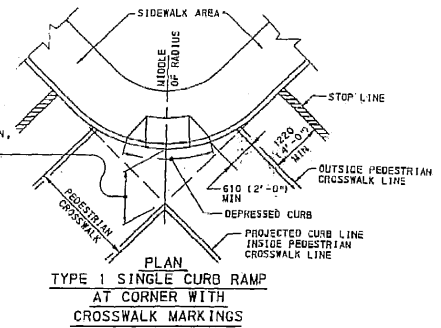 SIDEWALK AREA
MIDDLE
OF RADIUS
STOP LINE
N,
1220
(4'-0")
MIN
OUTSIDE PEDESTRIAN
CROSSWALK LINE
610 (2'-0")
MIN
PEDESTRIAN
CROSSWALK
DEPRESSED CURB
PROJECTED CURB LINE
INSIDE PEDESTRIAN
CROSSWALK LINE
PLAN
TYPE 1 SINGLE CURB RAMP
AT CORNER WITH
CROSSWALK MARKINGS